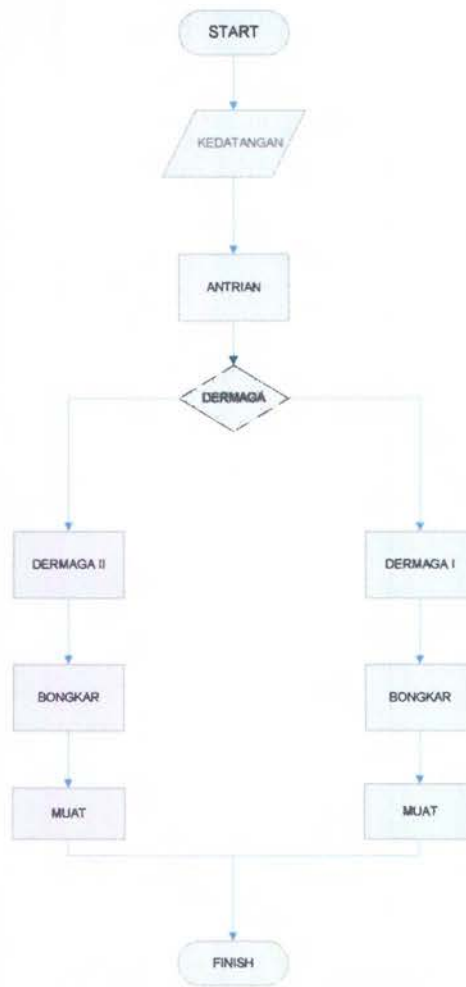 START
KEDATANGAN
ANTRIAN
DERMAGA
DERMAGA II
DERMAGA I
BONGKAR
BONGKAR
MUAT
MUAT
FINISH